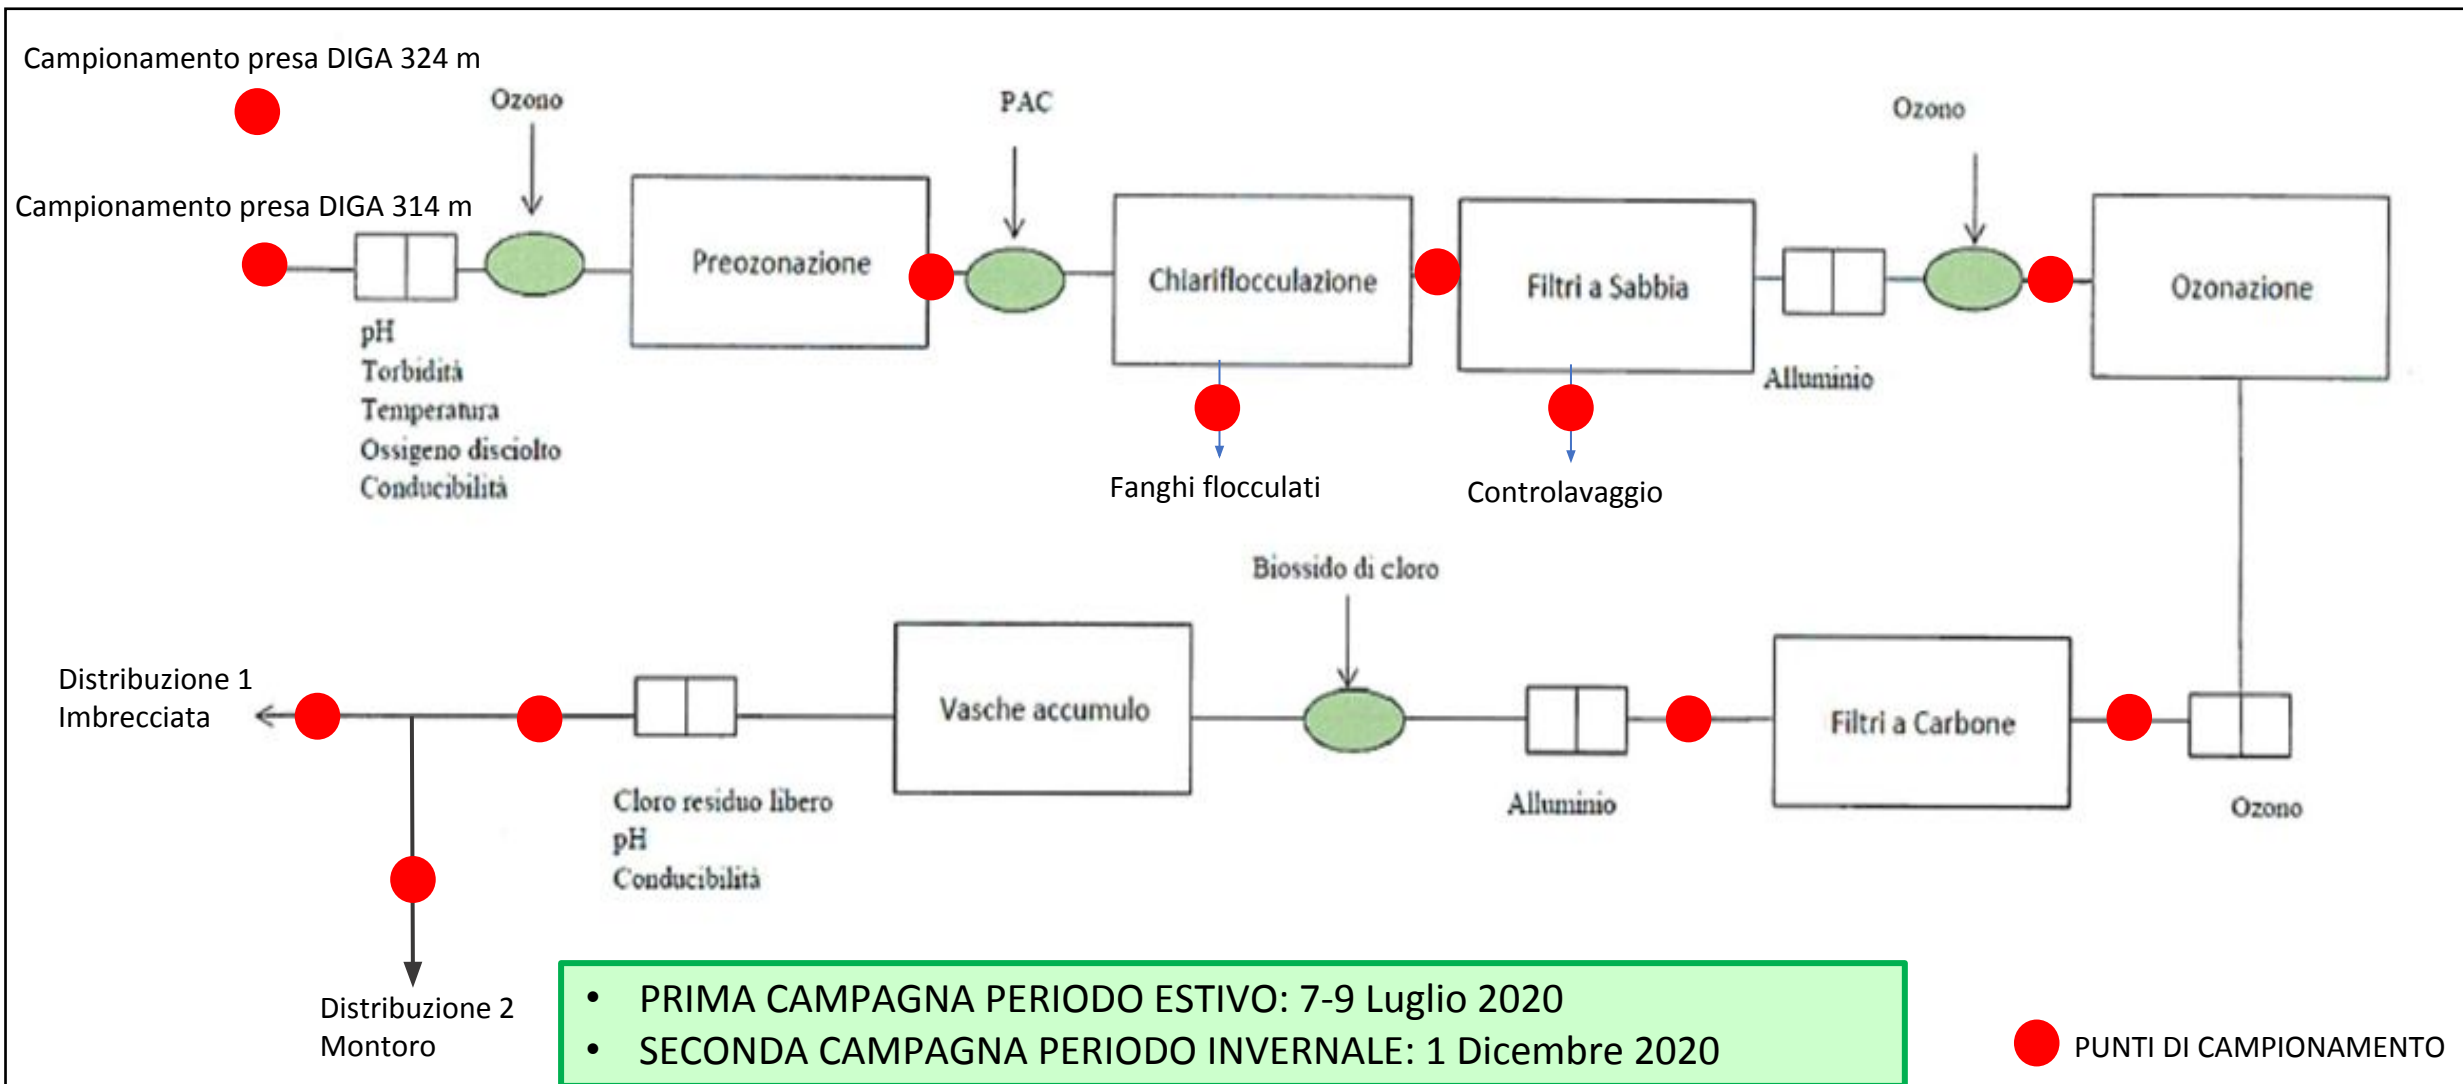 Campionamento presa DIGA 324 m
Ozono
PAC
Ozono
Campionamento presa DIGA 314 m
Preozonazione
Chiariflocculazione
Filtri a Sabbia
Ozonazione
pH
Torbidità
Temperatura
Ossigeno disciolto
Conducibilità
Alluminio
Fanghi flocculati
Controlavaggio
Biossido di cloro
Distribuzione 1
Imbrecciata
Vasche accumulo
Filtri a Carbone
Cloro residuo libero
pH
Conducibilità
Alluminio
Ozono
Distribuzione 2
Montoro
• PRIMA CAMPAGNA PERIODO ESTIVO: 7-9 Luglio 2020
• SECONDA CAMPAGNA PERIODO INVERNALE: 1 Dicembre 2020
PUNTI DI CAMPIONAMENTO